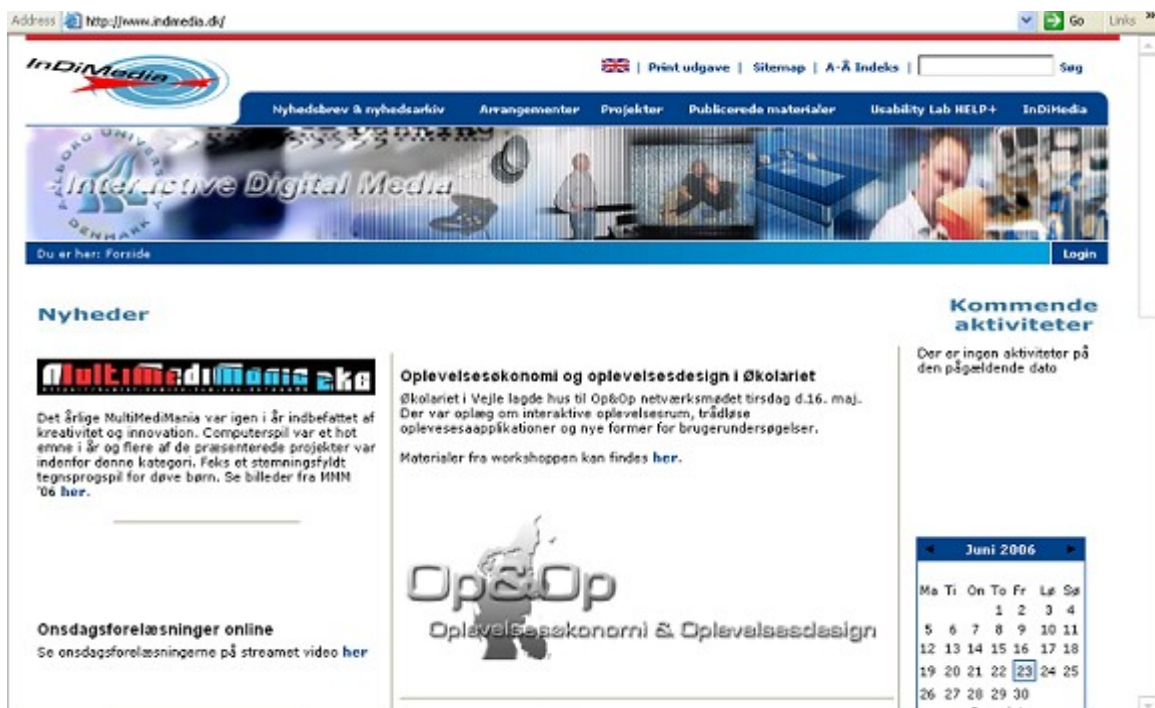 Address http://www.indimedia.dk/ Go Links »
InDiMedia
| Print udgave | Sitemap | A-Å Indeks | Søg
Nyhedsbrev & nyhedsarkiv Arrangementer Projekter Publicerede materialer Usability Lab HELP+ InDiMedia
AALBORG UNIVERSITY
- Interactive Digital Media
DENMARK
Du er her: Forside Login
Nyheder
Kommende
aktiviteter
Der er ingen aktiviteter på
den pågældende dato
MultiMediMania
Det årlige MultiMediMania var igen i år indbefattet af
kreativitet og innovation. Computerspil var et hot
emne i år og flere af de præsenterede projekter var
indenfor denne kategori. Feks et stemningsfyldt
tegnsprogspil for døve børn. Se billeder fra MMM
'06 her.
Onsdagsforelæsninger online
Se onsdagsforelæsningerne på streamet video her
Oplevelsesøkonomi og oplevelsesdesign i Økolariet
Økolariet i Vejle lagde hus til Op&Op netværksmødet tirsdag d.16. maj.
Der var oplæg om interaktive oplevelsesrum, trådløse
oplevesesaapplikationer og nye former for brugerundersøgelser.
Materialer fra workshoppen kan findes her.
Op&Op
Oplevelsesøkonomi & Oplevelsesdesign
Juni 2006
Ma Ti On To Fr Lø Sø
1 2 3 4
5 6 7 8 9 10 11
12 13 14 15 16 17 18
19 20 21 22 23 24 25
26 27 28 29 30